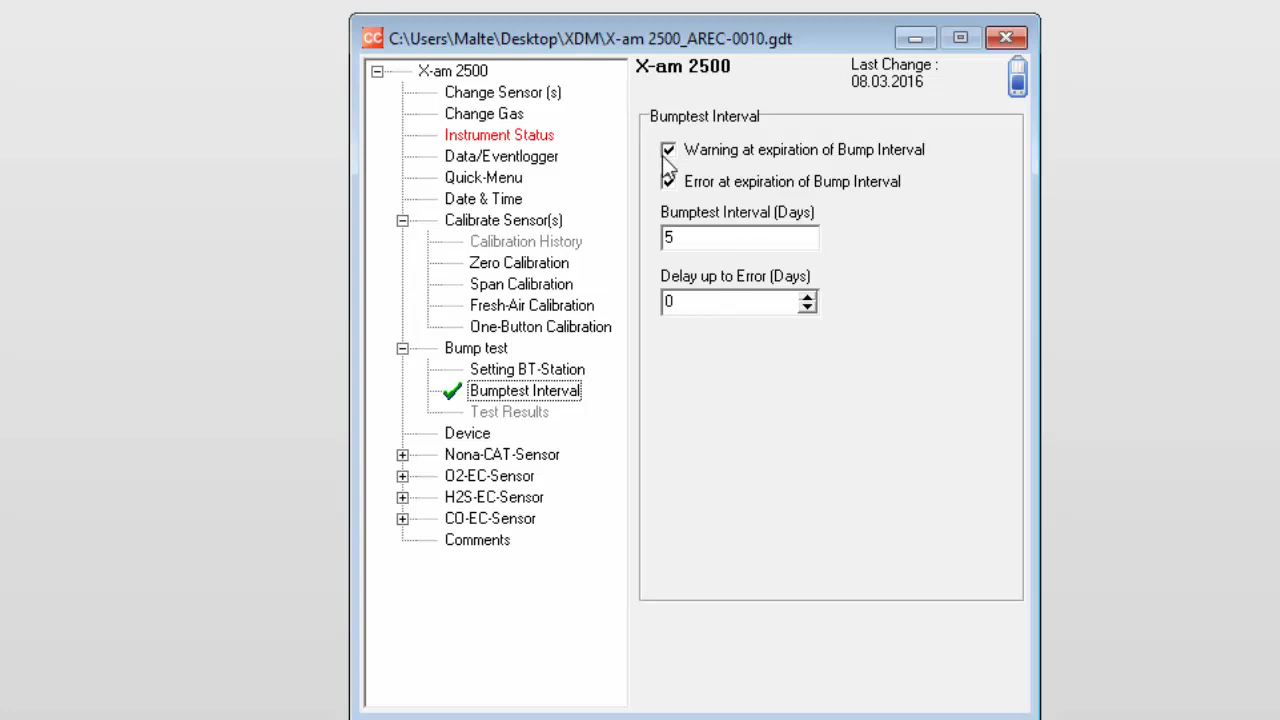 CC C:\Users\Malte\Desktop\XDM\X-am 2500_AREC-0010.gdt
X-am 2500
Change Sensor (s)
Change Gas
Instrument Status
Data/Eventlogger
Quick-Menu
Date & Time
Calibrate Sensor(s)
Calibration History
Zero Calibration
Span Calibration
Fresh-Air Calibration
One-Button Calibration
Bump test
Setting BT-Station
Bumptest Interval
Test Results
Device
Nona-CAT-Sensor
O2-EC-Sensor
H2S-EC-Sensor
CO-EC-Sensor
Comments
X-am 2500
Last Change :
08.03.2016
Bumptest Interval
Warning at expiration of Bump Interval
Error at expiration of Bump Interval
Bumptest Interval (Days)
5
Delay up to Error (Days)
0